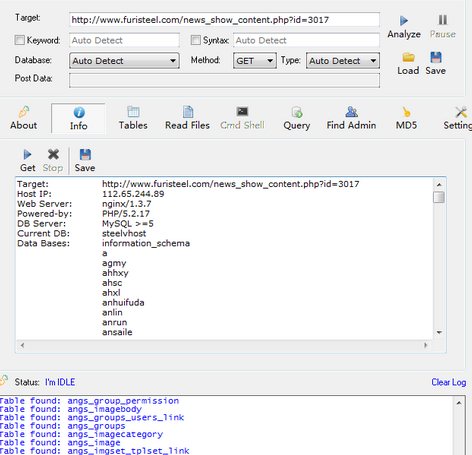 Target: http://www.furisteel.com/news_show_content.php?id=3017
Analyze Pause
Keyword: Auto Detect Syntax: Auto Detect
Database: Auto Detect Method: GET Type: Auto Detect
Load Save
Post Data:
About Info Tables Read Files Cmd Shell Query Find Admin MD5 Setting
Get Stop Save
Target: http://www.furisteel.com/news_show_content.php?id=3017
Host IP: 112.65.244.89
Web Server: nginx/1.3.7
Powered-by: PHP/5.2.17
DB Server: MySQL >=5
Current DB: steelvhost
Data Bases: information_schema
a
agmy
ahhxy
ahsc
ahxl
anhuifuda
anlin
anrun
ansaile
Status: I'm IDLE Clear Log
Table found: angs_group_permission
Table found: angs_imagebody
Table found: angs_groups_users_link
Table found: angs_groups
Table found: angs_imagecategory
Table found: angs_image
Table found: angs_imgset_tplset_link